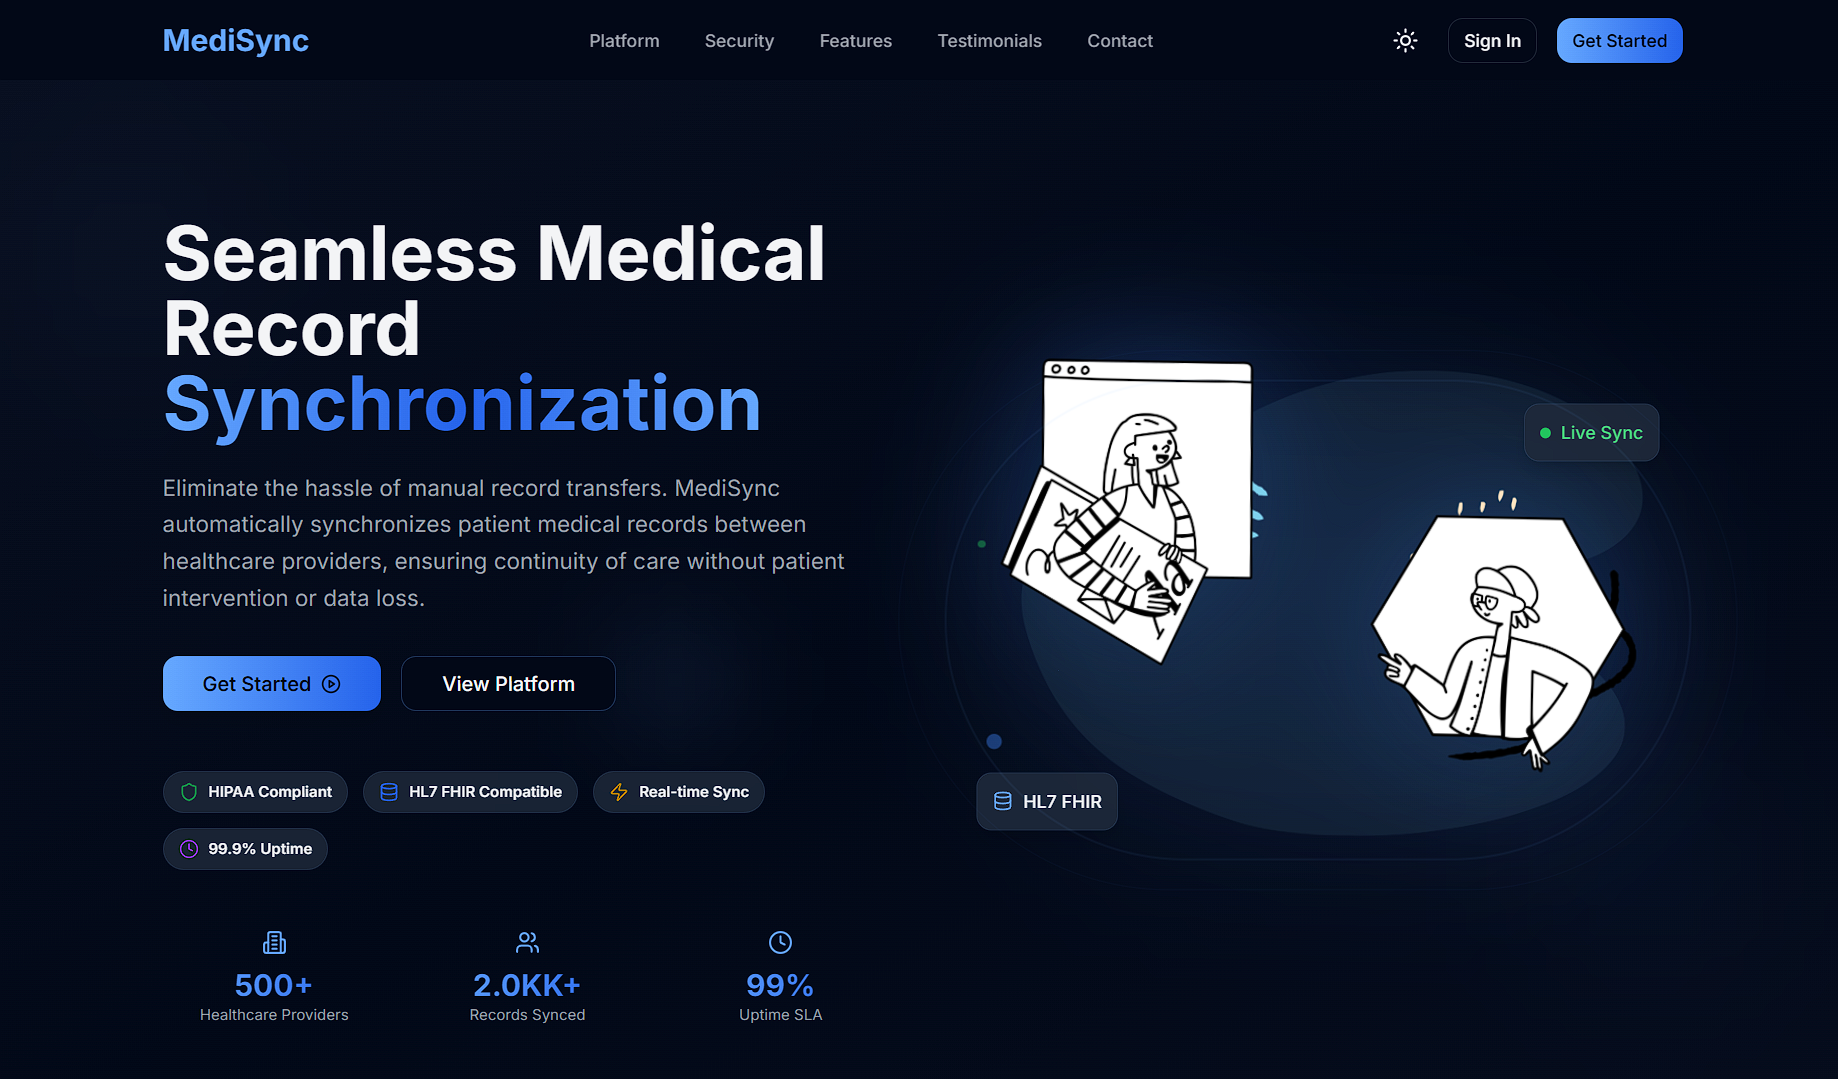 MediSync
Platform
Security
Features
Testimonials
Contact
Sign In
Get Started
Seamless Medical
Record
Synchronization
Eliminate the hassle of manual record transfers. MediSync
automatically synchronizes patient medical records between
healthcare providers, ensuring continuity of care without patient
intervention or data loss.
Get Started
View Platform
HIPAA Compliant
HL7 FHIR Compatible
Real-time Sync
99.9% Uptime
500+
Healthcare Providers
2.0KK+
Records Synced
99%
Uptime SLA
Live Sync
HL7 FHIR